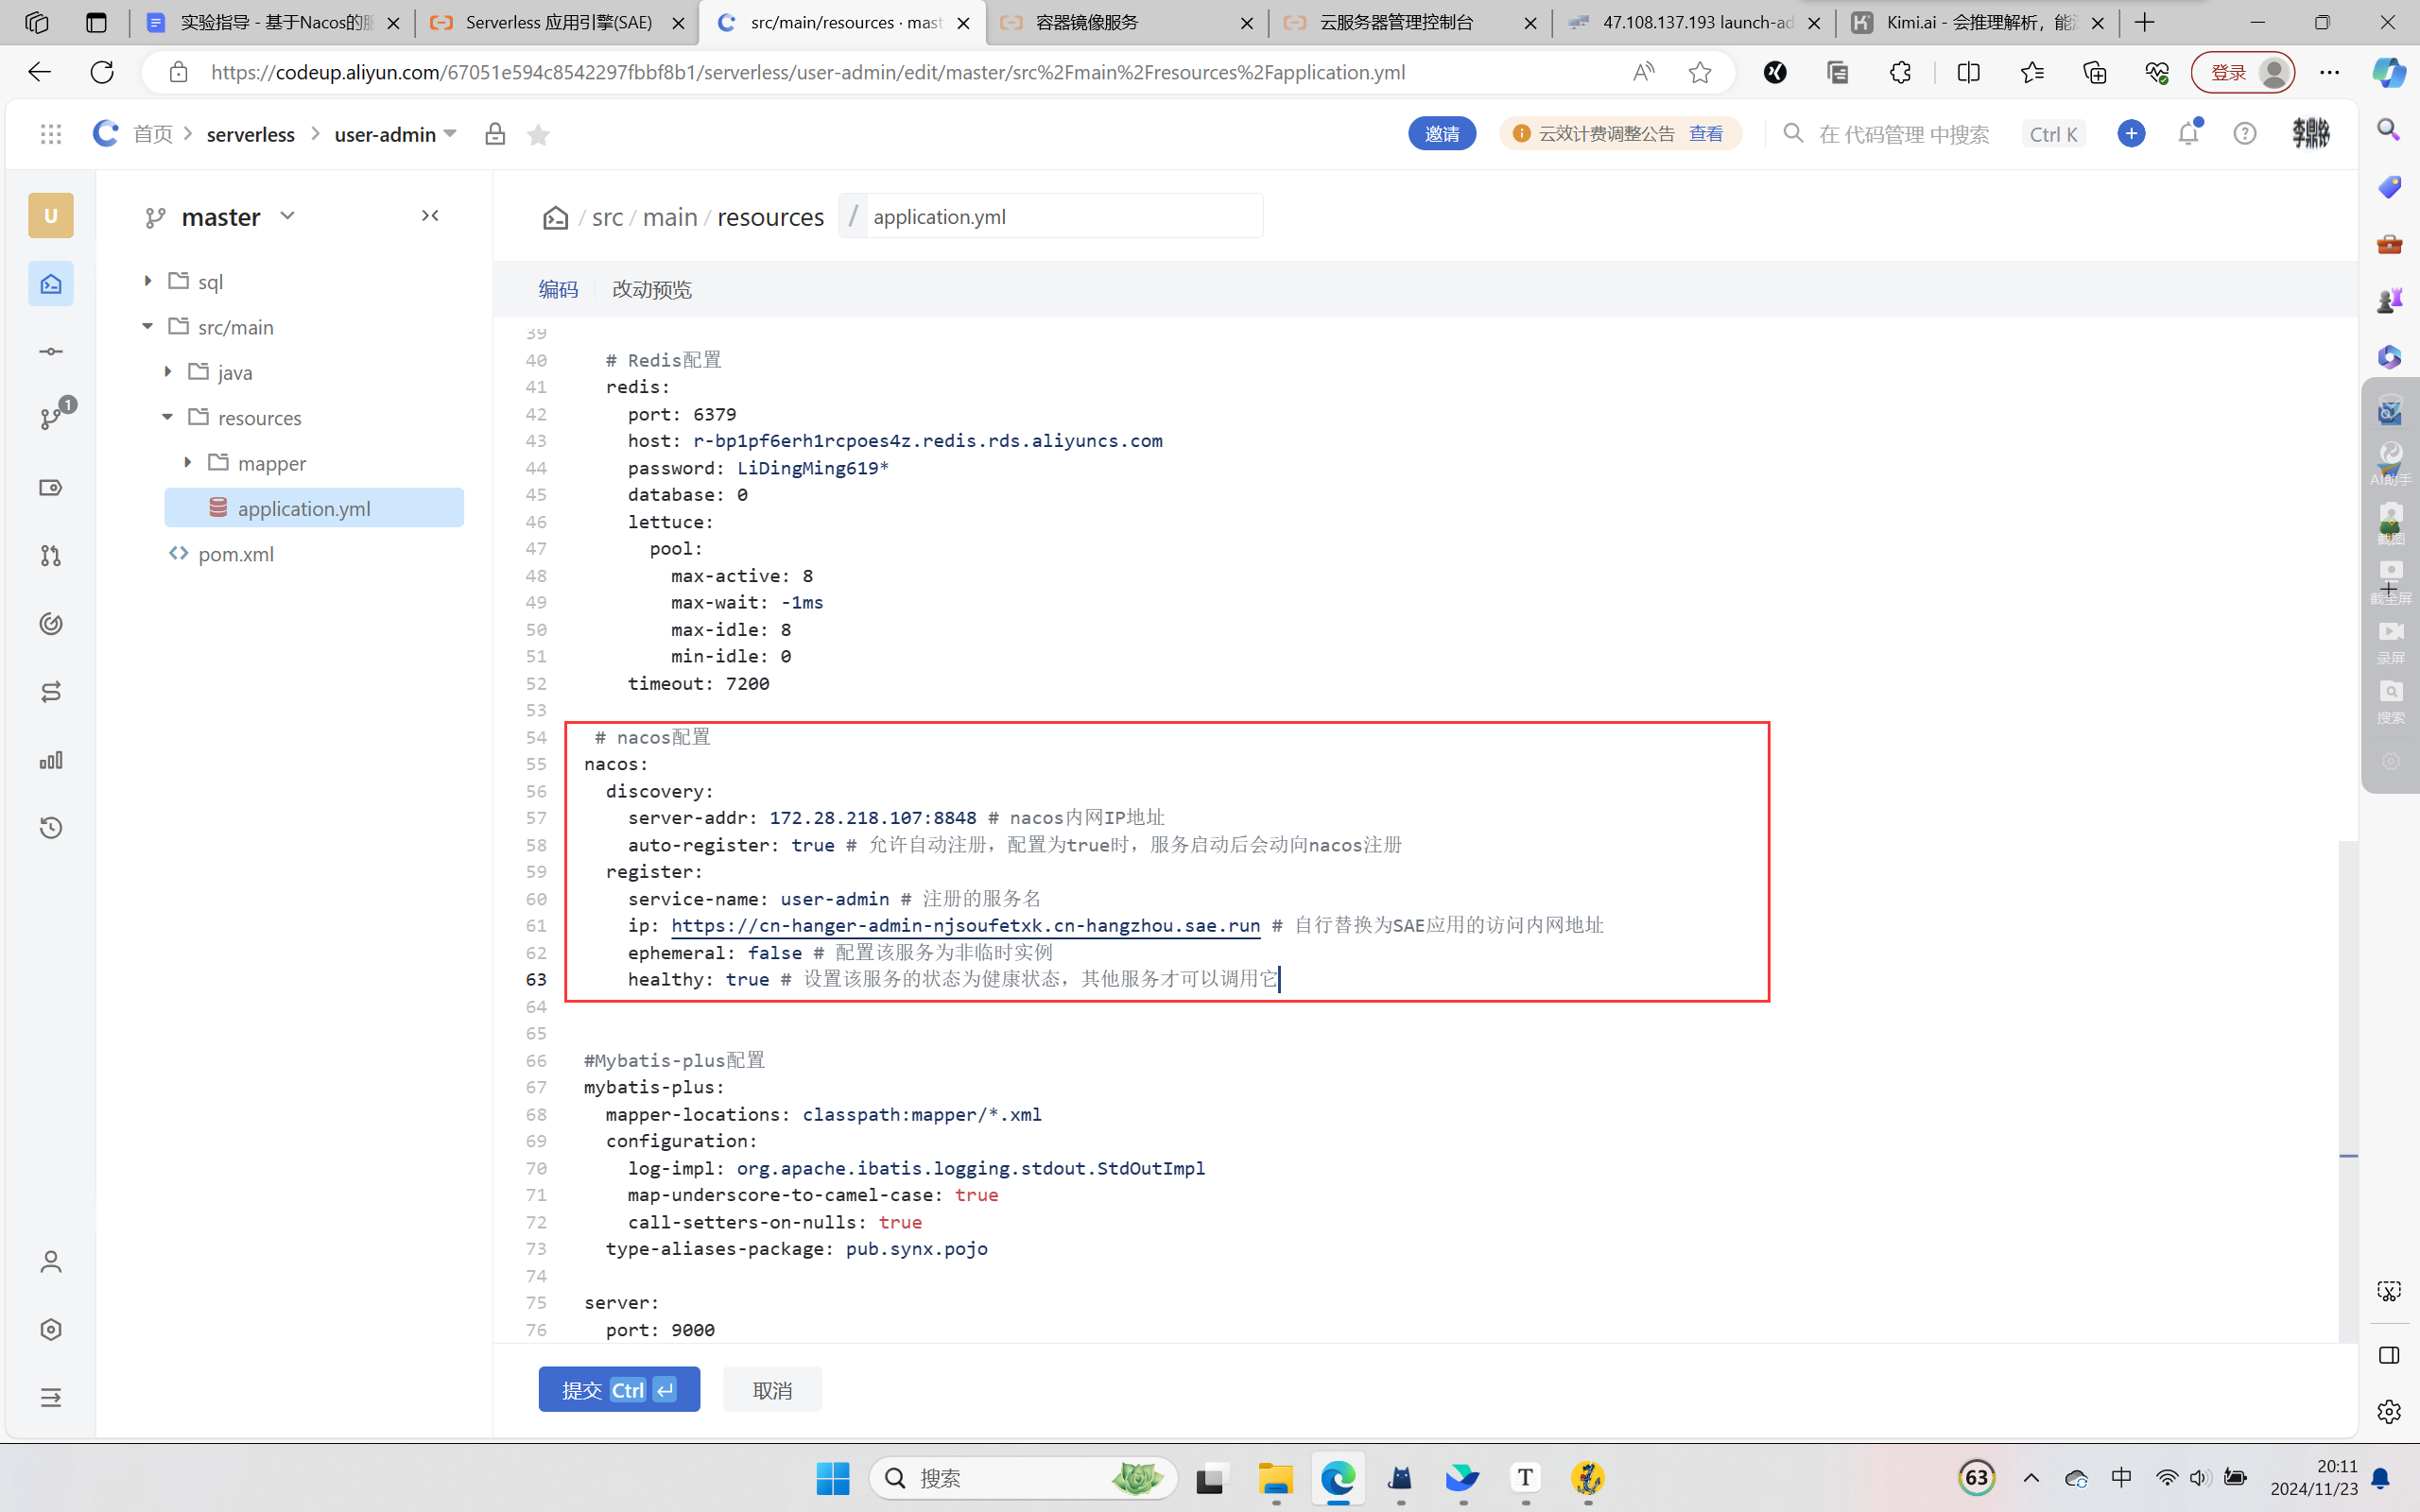 实验指导 - 基于Nacos的服
Serverless 应用引擎(SAE)
src/main/resources · mast
容器镜像服务
云服务器管理控制台
47.108.137.193 launch-ad
Kimi.ai - 会推理解析，能
https://codeup.aliyun.com/67051e594c8542297fbbf8b1/serverless/user-admin/edit/master/src%2Fmain%2Fresources%2Fapplication.yml
登录
首页 serverless user-admin
邀请
云效计费调整公告 查看
在 代码管理 中搜索 Ctrl K
李鼎铭
U
master
/ src / main / resources / application.yml
sql
src/main
java
resources
mapper
application.yml
pom.xml
1
编码 改动预览
39
40 # Redis配置
41 redis:
42 port: 6379
43 host: r-bp1pf6erh1rcpoes4z.redis.rds.aliyuncs.com
44 password: LiDingMing619*
45 database: 0
46 lettuce:
47 pool:
48 max-active: 8
49 max-wait: -1ms
50 max-idle: 8
51 min-idle: 0
52 timeout: 7200
53
54 # nacos配置
55 nacos:
56 discovery:
57 server-addr: 172.28.218.107:8848 # nacos内网IP地址
58 auto-register: true # 允许自动注册，配置为true时，服务启动后会动向nacos注册
59 register:
60 service-name: user-admin # 注册的服务名
61 ip: https://cn-hanger-admin-njsoufetxk.cn-hangzhou.sae.run # 自行替换为SAE应用的访问内网地址
62 ephemeral: false # 配置该服务为非临时实例
63 healthy: true # 设置该服务的状态为健康状态，其他服务才可以调用它
64
65
66 #Mybatis-plus配置
67 mybatis-plus:
68 mapper-locations: classpath:mapper/*.xml
69 configuration:
70 log-impl: org.apache.ibatis.logging.stdout.StdOutImpl
71 map-underscore-to-camel-case: true
72 call-setters-on-nulls: true
73 type-aliases-package: pub.synx.pojo
74
75 server:
76 port: 9000
提交 Ctrl ↵ 取消
AI助手
截图
截全屏
录屏
搜索
搜索
63
中
20:11
2024/11/23